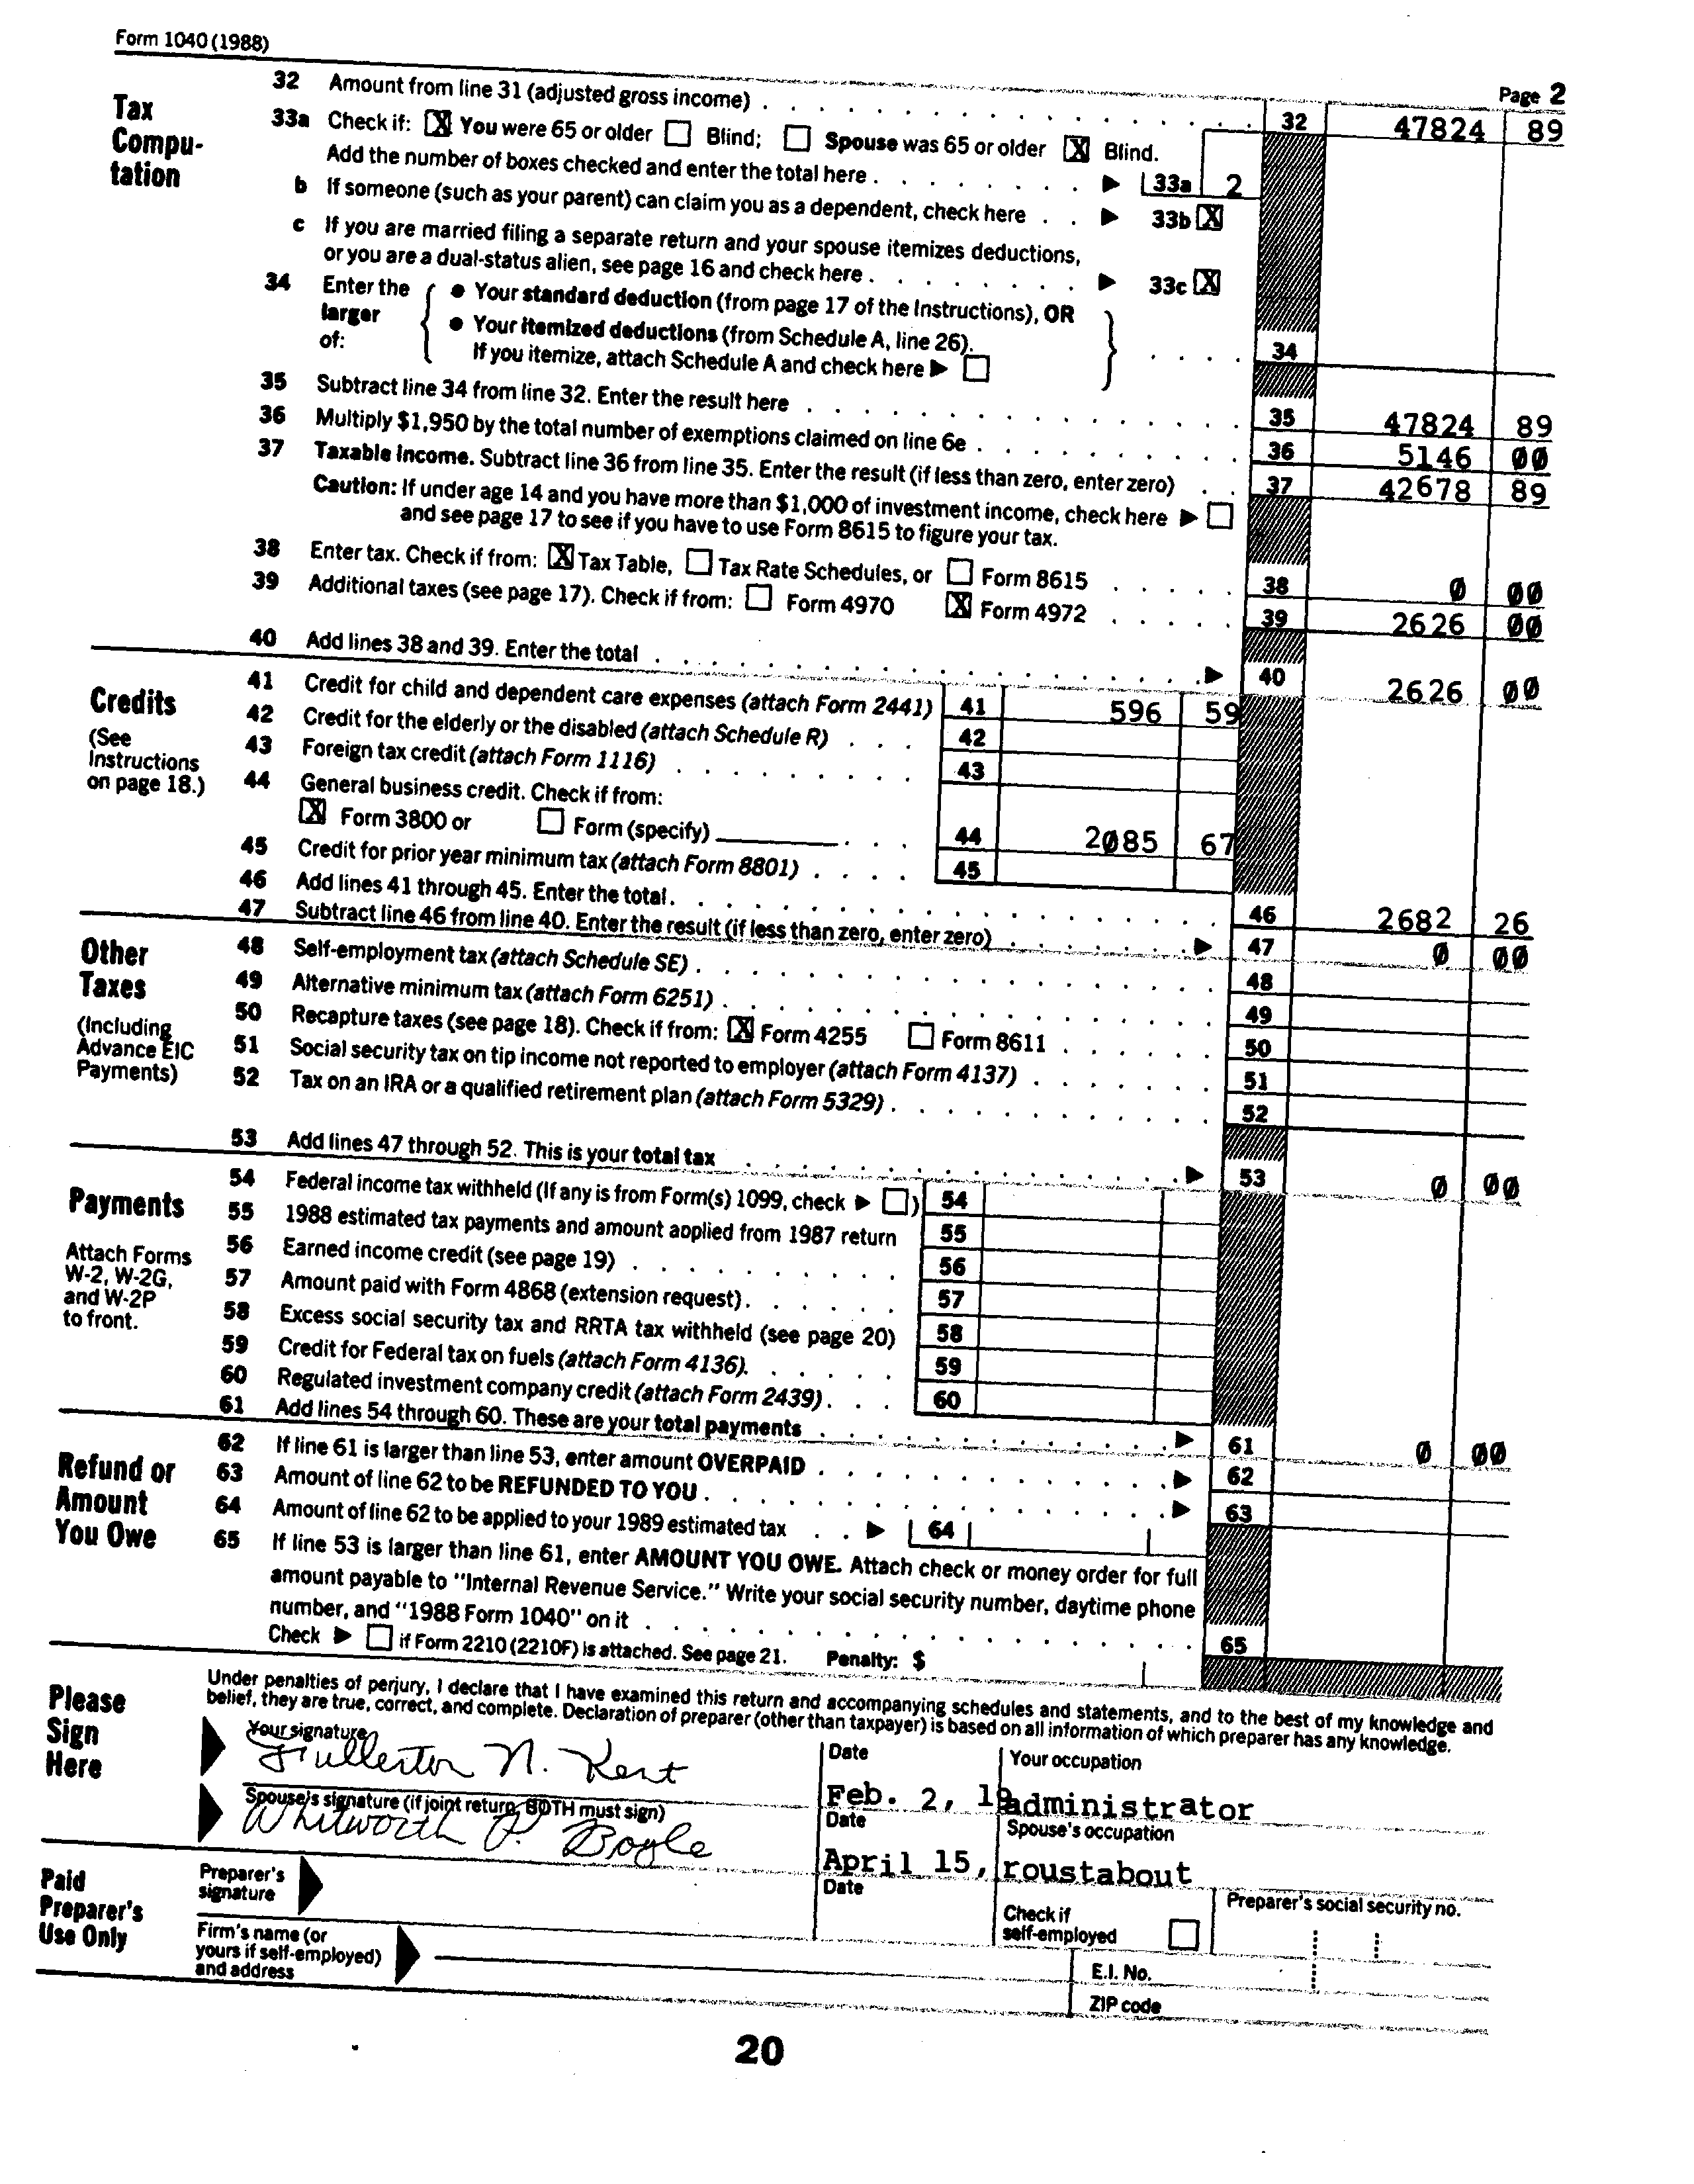 Form 1040 (1988)
Page 2
Tax Compu-tation
32 Amount from line 31 (adjusted gross income) 32 47824 89
33a Check if: [X] You were 65 or older [ ] Blind; [ ] Spouse was 65 or older [X] Blind.
Add the number of boxes checked and enter the total here. ▶ 33a 2
b If someone (such as your parent) can claim you as a dependent, check here ▶ 33b [X]
c If you are married filing a separate return and your spouse itemizes deductions,
or you are a dual-status alien, see page 16 and check here ▶ 33c [X]
34 Enter the larger of: { • Your standard deduction (from page 17 of the Instructions), OR
• Your itemized deductions (from Schedule A, line 26).
If you itemize, attach Schedule A and check here ▶ [ ] } 34
35 Subtract line 34 from line 32. Enter the result here 35 47824 89
36 Multiply $1,950 by the total number of exemptions claimed on line 6e 36 5146 00
37 Taxable income. Subtract line 36 from line 35. Enter the result (if less than zero, enter zero) 37 42678 89
Caution: If under age 14 and you have more than $1,000 of investment income, check here ▶ [ ]
and see page 17 to see if you have to use Form 8615 to figure your tax.
38 Enter tax. Check if from: [X] Tax Table, [ ] Tax Rate Schedules, or [ ] Form 8615 38 0 00
39 Additional taxes (see page 17). Check if from: [ ] Form 4970 [X] Form 4972 39 2626 00
40 Add lines 38 and 39. Enter the total ▶ 40 2626 00
Credits
(See Instructions on page 18.)
41 Credit for child and dependent care expenses (attach Form 2441) 41 596 59
42 Credit for the elderly or the disabled (attach Schedule R) 42
43 Foreign tax credit (attach Form 1116) 43
44 General business credit. Check if from:
[X] Form 3800 or [ ] Form (specify) 44 2085 67
45 Credit for prior year minimum tax (attach Form 8801) 45
46 Add lines 41 through 45. Enter the total. 46 2682 26
47 Subtract line 46 from line 40. Enter the result (if less than zero, enter zero) ▶ 47 0 00
Other Taxes
(Including Advance EIC Payments)
48 Self-employment tax (attach Schedule SE) 48
49 Alternative minimum tax (attach Form 6251) 49
50 Recapture taxes (see page 18). Check if from: [X] Form 4255 [ ] Form 8611 50
51 Social security tax on tip income not reported to employer (attach Form 4137) 51
52 Tax on an IRA or a qualified retirement plan (attach Form 5329) 52
53 Add lines 47 through 52. This is your total tax ▶ 53 0 00
Payments
Attach Forms W-2, W-2G, and W-2P to front.
54 Federal income tax withheld (If any is from Form(s) 1099, check ▶ [ ]) 54
55 1988 estimated tax payments and amount applied from 1987 return 55
56 Earned income credit (see page 19) 56
57 Amount paid with Form 4868 (extension request) 57
58 Excess social security tax and RRTA tax withheld (see page 20) 58
59 Credit for Federal tax on fuels (attach Form 4136). 59
60 Regulated investment company credit (attach Form 2439) 60
61 Add lines 54 through 60. These are your total payments ▶ 61 0 00
Refund or Amount You Owe
62 If line 61 is larger than line 53, enter amount OVERPAID ▶ 62
63 Amount of line 62 to be REFUNDED TO YOU ▶ 63
64 Amount of line 62 to be applied to your 1989 estimated tax ▶ 64
65 If line 53 is larger than line 61, enter AMOUNT YOU OWE. Attach check or money order for full
amount payable to "Internal Revenue Service." Write your social security number, daytime phone
number, and "1988 Form 1040" on it 65
Check ▶ [ ] if Form 2210 (2210F) is attached. See page 21. Penalty: $
Please Sign Here
Under penalties of perjury, I declare that I have examined this return and accompanying schedules and statements, and to the best of my knowledge and
belief, they are true, correct, and complete. Declaration of preparer (other than taxpayer) is based on all information of which preparer has any knowledge.
Your signature Date Your occupation
Fullerton N. Kent Feb. 2, 19 administrator
Spouse's signature (if joint return, BOTH must sign) Date Spouse's occupation
Whitworth P. Boyle April 15, roustabout
Paid Preparer's Use Only
Preparer's signature Date Check if self-employed [ ] Preparer's social security no.
Firm's name (or yours if self-employed) and address E.I. No.
ZIP code
20